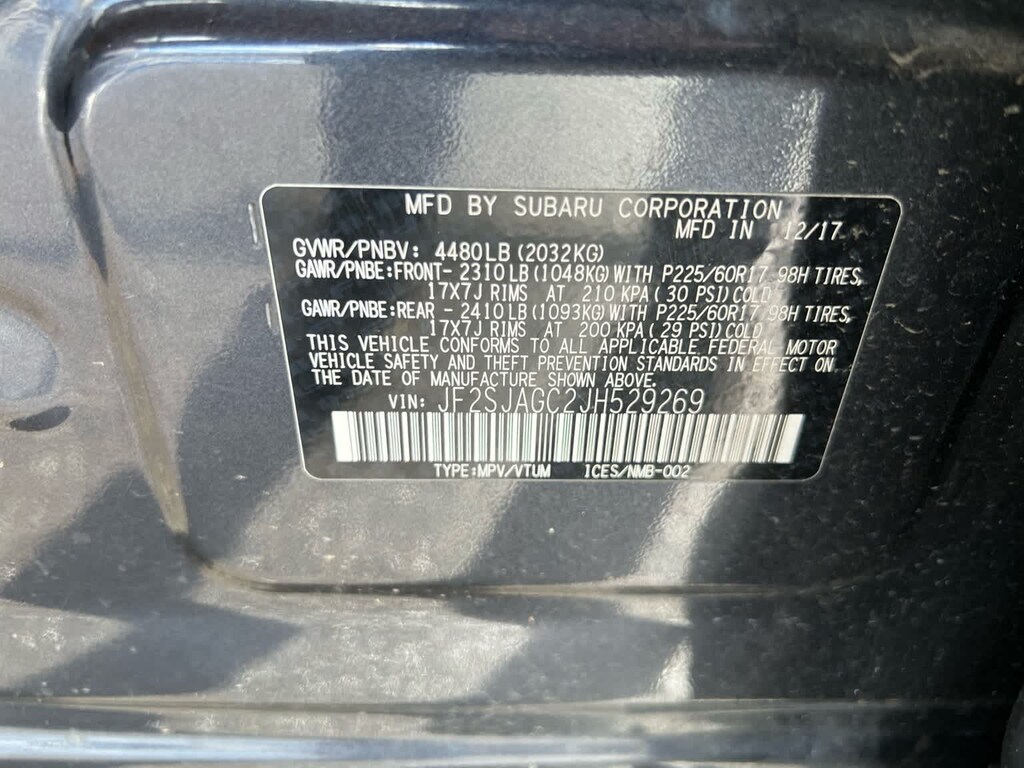 MFD BY SUBARU CORPORATION
MFD IN 12/17
GVWR/PNBV: 4480LB(2032KG)
GAWR/PNBE:FRONT- 2310LB(1048KG)WITH P225/60R17 98H TIRES,
17X7J RIMS AT 210 KPA(30 PSI)COLD
GAWR/PNBE:REAR - 2410LB(1093KG)WITH P225/60R17 98H TIRES,
17X7J RIMS AT 200 KPA(29 PSI)COLD
THIS VEHICLE CONFORMS TO ALL APPLICABLE FEDERAL MOTOR
VEHICLE SAFETY AND THEFT PREVENTION STANDARDS IN EFFECT ON
THE DATE OF MANUFACTURE SHOWN ABOVE.
VIN: JF2SJAGC2JH529269
TYPE:MPV/VTUM ICES/NMB-002